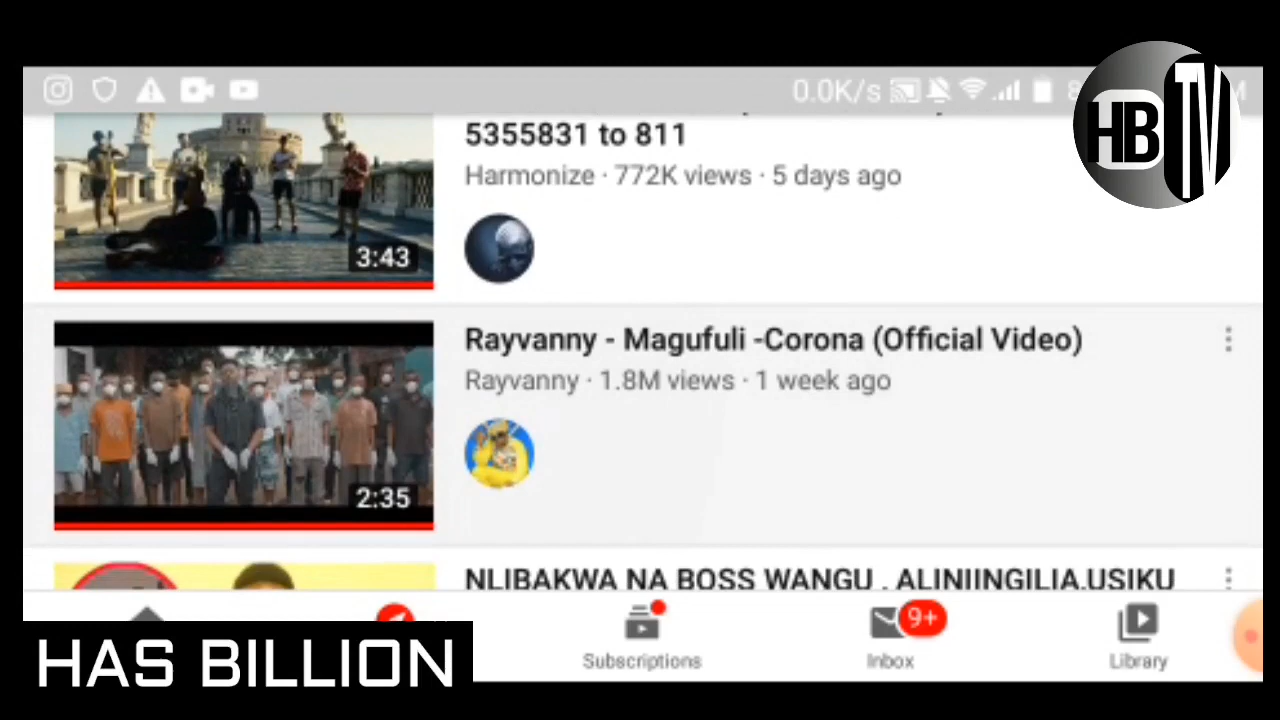 0.0K/s
HB TV
5355831 to 811
Harmonize · 772K views · 5 days ago
3:43
Rayvanny - Magufuli -Corona (Official Video)
Rayvanny · 1.8M views · 1 week ago
2:35
NLIBAKWA NA BOSS WANGU , ALINIINGILIA.USIKU
9+
Subscriptions
Inbox
Library
HAS BILLION